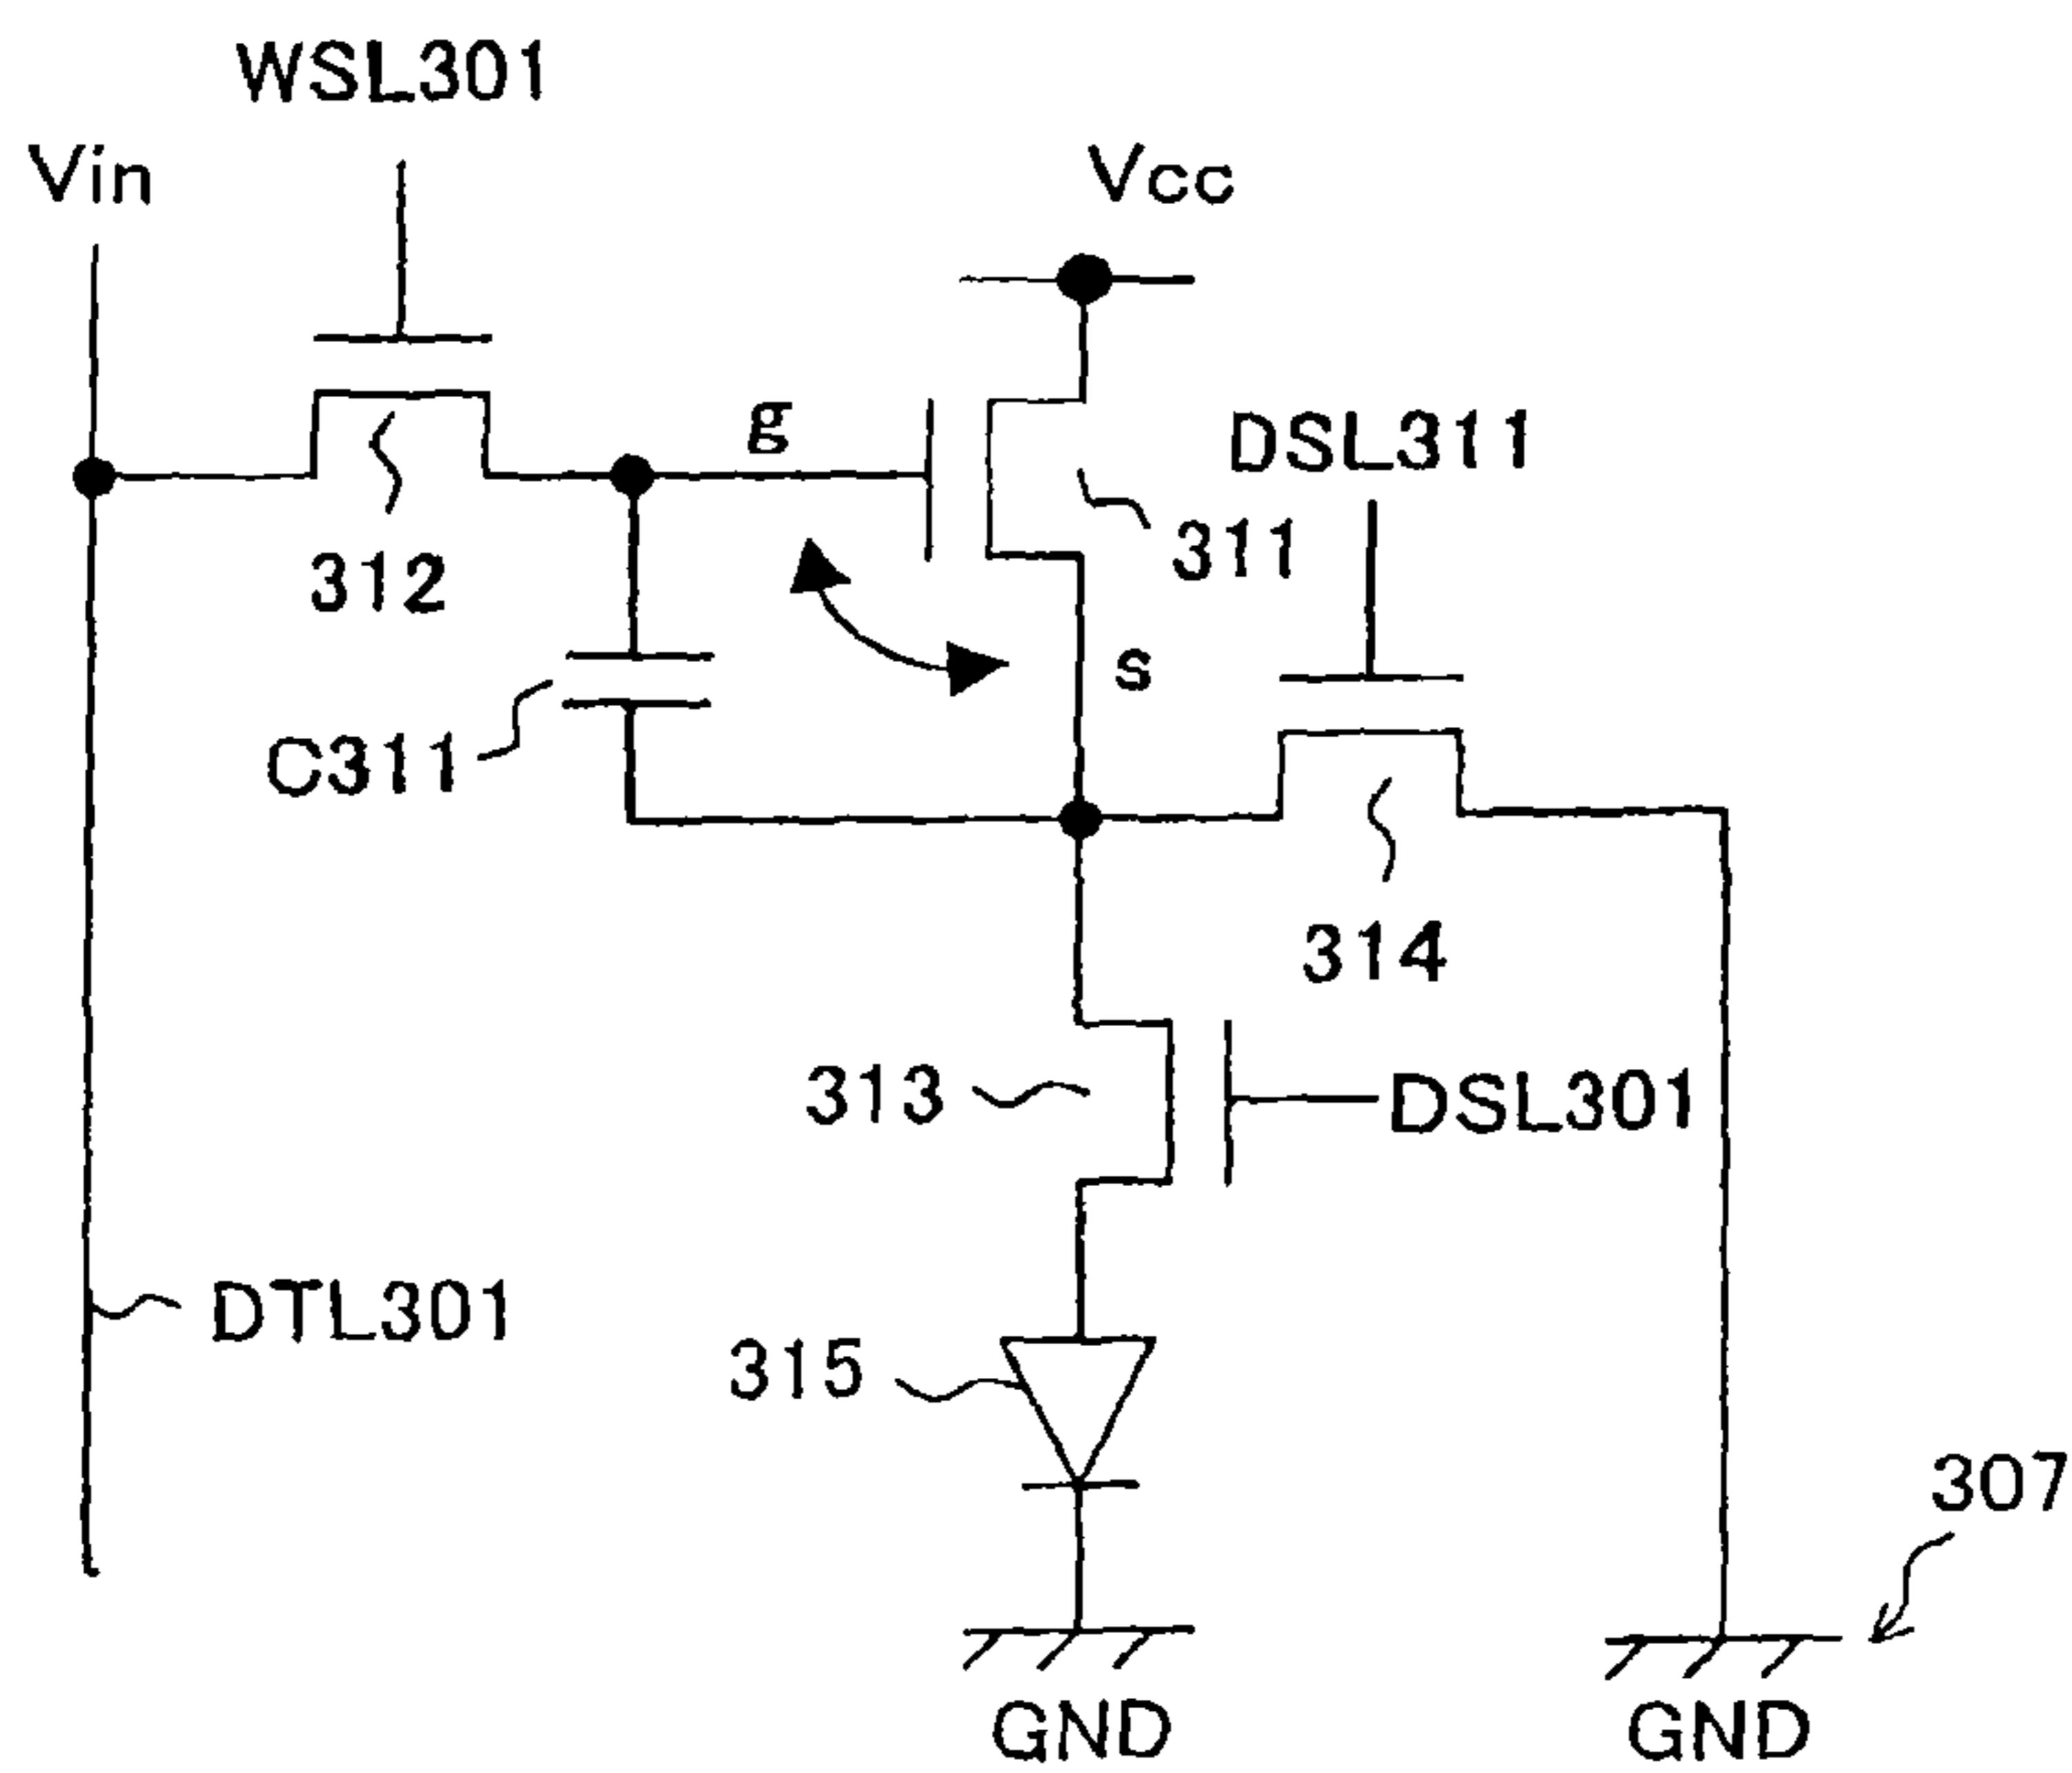 WSL301
Vin
Vcc
g
DSL311
311
312
s
C311
314
313
DSL301
DTL301
315
307
GND
GND